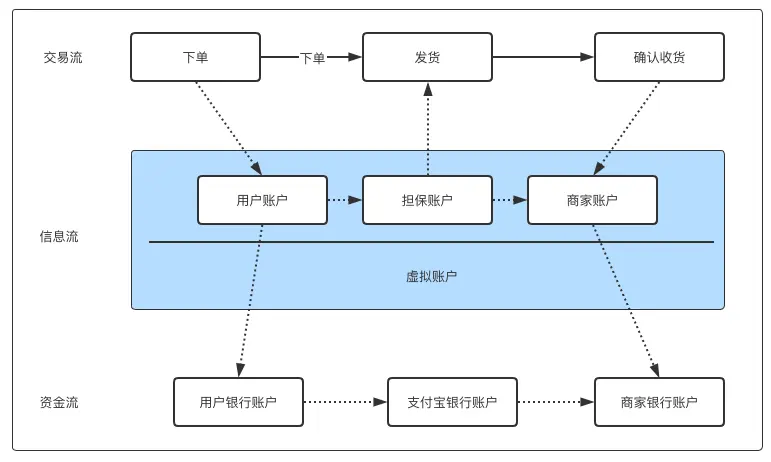 交易流
下单
下单
发货
确认收货
用户账户
担保账户
商家账户
信息流
虚拟账户
资金流
用户银行账户
支付宝银行账户
商家银行账户